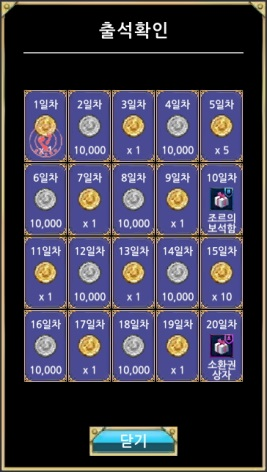 출석확인
1일차 2일차 3일차 4일차 5일차
x 1 10,000 x 1 10,000 x 5
6일차 7일차 8일차 9일차 10일차
10,000 x 1 10,000 x 1 조르의
보석함
11일차 12일차 13일차 14일차 15일차
x 1 10,000 x 1 10,000 x 10
16일차 17일차 18일차 19일차 20일차
10,000 x 1 10,000 x 1 소환권
상자
닫기